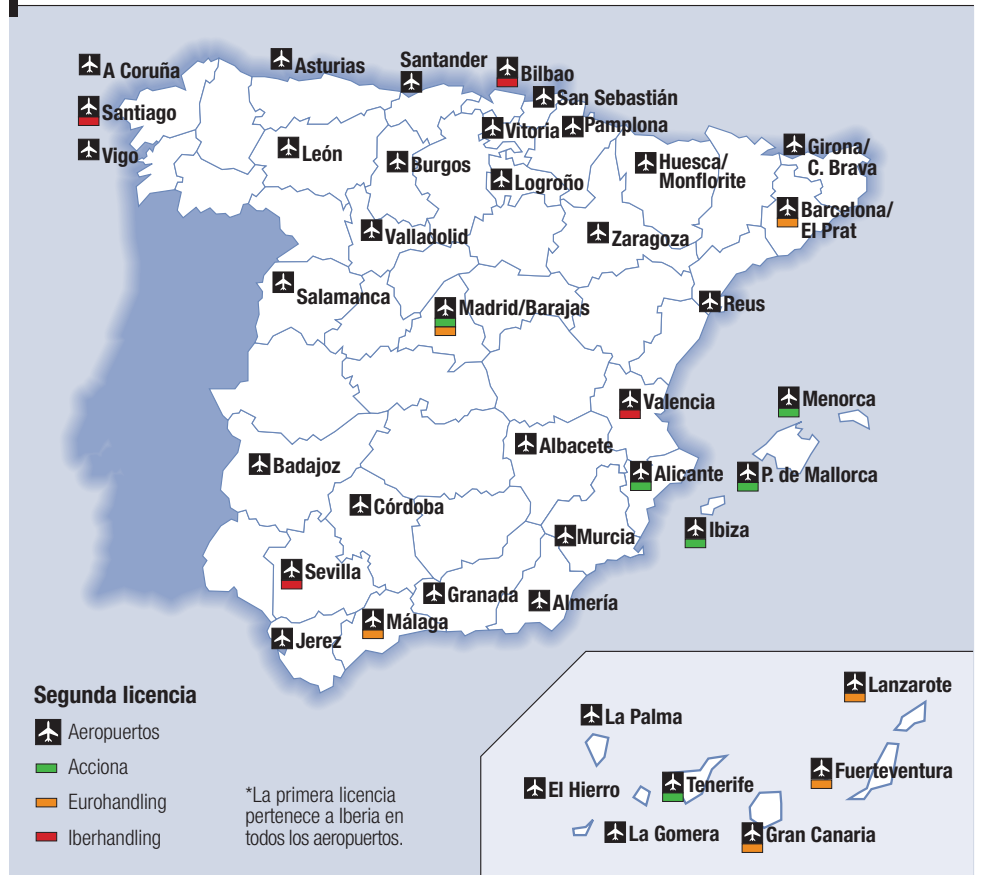 A Coruña
Asturias
Santander
Bilbao
Santiago
San Sebastián
Vigo
León
Burgos
Vitoria
Pamplona
Logroño
Huesca/
Monflorite
Girona/
C. Brava
Barcelona/
El Prat
Valladolid
Zaragoza
Salamanca
Madrid/Barajas
Reus
Valencia
Menorca
Albacete
Badajoz
Alicante
P. de Mallorca
Córdoba
Murcia
Ibiza
Sevilla
Granada
Almería
Málaga
Jerez
Segunda licencia
Aeropuertos
Acciona
Eurohandling
Iberhandling
*La primera licencia
pertenece a Iberia en
todos los aeropuertos.
Lanzarote
La Palma
Fuerteventura
El Hierro
Tenerife
La Gomera
Gran Canaria